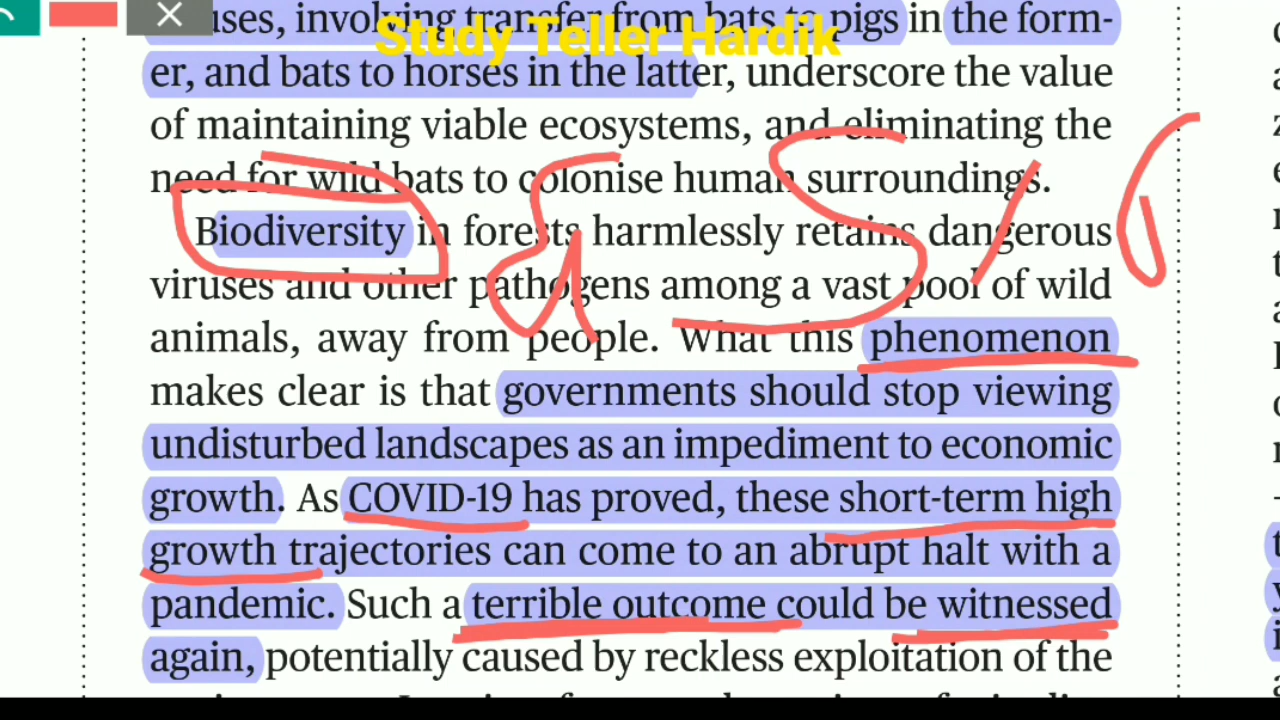 uses, involving transfer from bats to pigs in the form-
Study Teller Hardik
er, and bats to horses in the latter, underscore the value
of maintaining viable ecosystems, and eliminating the
need for wild bats to colonise human surroundings.
Biodiversity in forests harmlessly retains dangerous
viruses and other pathogens among a vast pool of wild
animals, away from people. What this phenomenon
makes clear is that governments should stop viewing
undisturbed landscapes as an impediment to economic
growth. As COVID-19 has proved, these short-term high
growth trajectories can come to an abrupt halt with a
pandemic. Such a terrible outcome could be witnessed
again, potentially caused by reckless exploitation of the